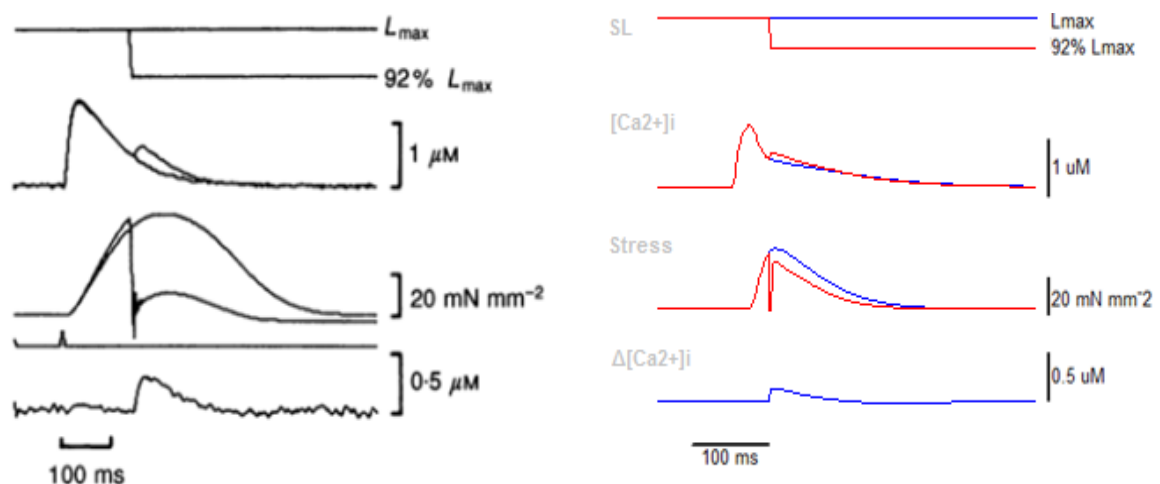 Lmax
92% Lmax
1 μM
20 mN mm⁻²
0·5 μM
100 ms
SL
Lmax
92% Lmax
[Ca2+]i
1 uM
Stress
20 mN mm⁻2
Δ[Ca2+]i
0.5 uM
100 ms